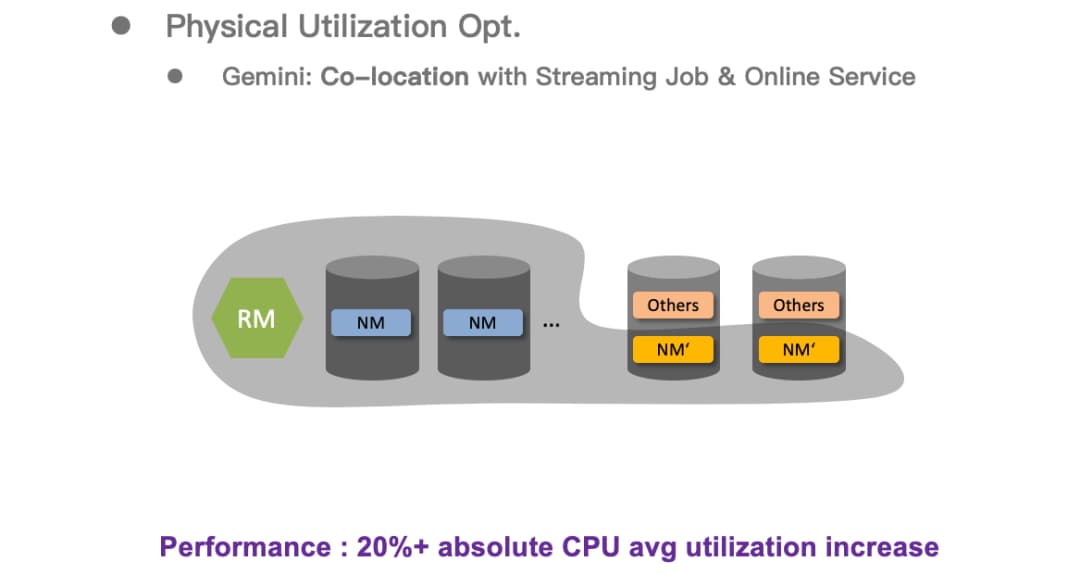 Physical Utilization Opt.
Gemini: Co-location with Streaming Job & Online Service
RM
NM
NM
...
Others
NM‘
Others
NM‘
Performance : 20%+ absolute CPU avg utilization increase